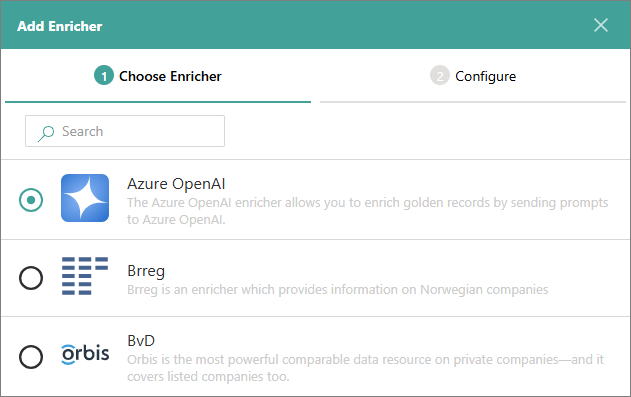 Add Enricher
1 Choose Enricher
2 Configure
Search
Azure OpenAI
The Azure OpenAI enricher allows you to enrich golden records by sending prompts
to Azure OpenAI.
Brreg
Brreg is an enricher which provides information on Norwegian companies
orbis
BvD
Orbis is the most powerful comparable data resource on private companies—and it
covers listed companies too.